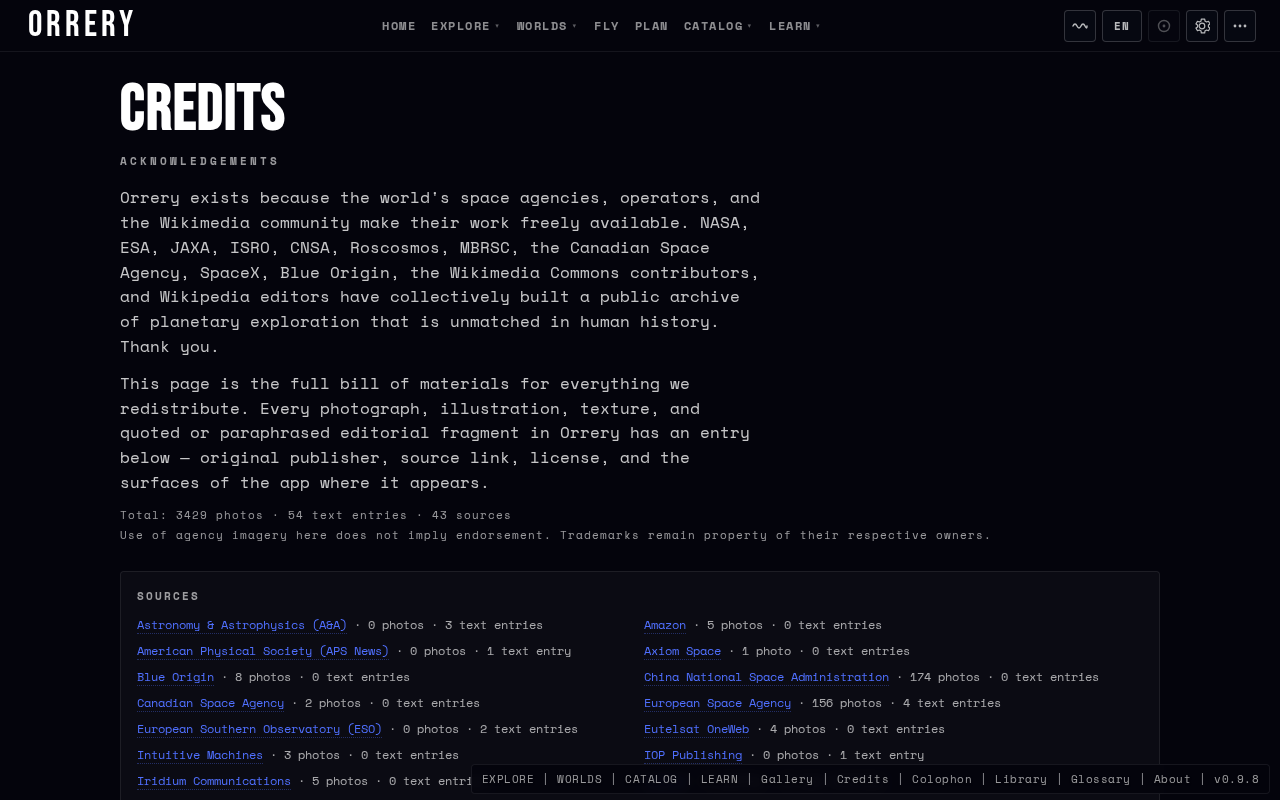 ORRERY
HOME EXPLORE ▾ WORLDS ▾ FLY PLAN CATALOG ▾ LEARN ▾
EN
CREDITS
ACKNOWLEDGEMENTS
Orrery exists because the world's space agencies, operators, and
the Wikimedia community make their work freely available. NASA,
ESA, JAXA, ISRO, CNSA, Roscosmos, MBRSC, the Canadian Space
Agency, SpaceX, Blue Origin, the Wikimedia Commons contributors,
and Wikipedia editors have collectively built a public archive
of planetary exploration that is unmatched in human history.
Thank you.
This page is the full bill of materials for everything we
redistribute. Every photograph, illustration, texture, and
quoted or paraphrased editorial fragment in Orrery has an entry
below — original publisher, source link, license, and the
surfaces of the app where it appears.
Total: 3429 photos · 54 text entries · 43 sources
Use of agency imagery here does not imply endorsement. Trademarks remain property of their respective owners.
SOURCES
Astronomy & Astrophysics (A&A) · 0 photos · 3 text entries
Amazon · 5 photos · 0 text entries
American Physical Society (APS News) · 0 photos · 1 text entry
Axiom Space · 1 photo · 0 text entries
Blue Origin · 8 photos · 0 text entries
China National Space Administration · 174 photos · 0 text entries
Canadian Space Agency · 2 photos · 0 text entries
European Space Agency · 156 photos · 4 text entries
European Southern Observatory (ESO) · 0 photos · 2 text entries
Eutelsat OneWeb · 4 photos · 0 text entries
Intuitive Machines · 3 photos · 0 text entries
IOP Publishing · 0 photos · 1 text entry
Iridium Communications · 5 photos · 0 text entri
EXPLORE | WORLDS | CATALOG | LEARN | Gallery | Credits | Colophon | Library | Glossary | About | v0.9.8